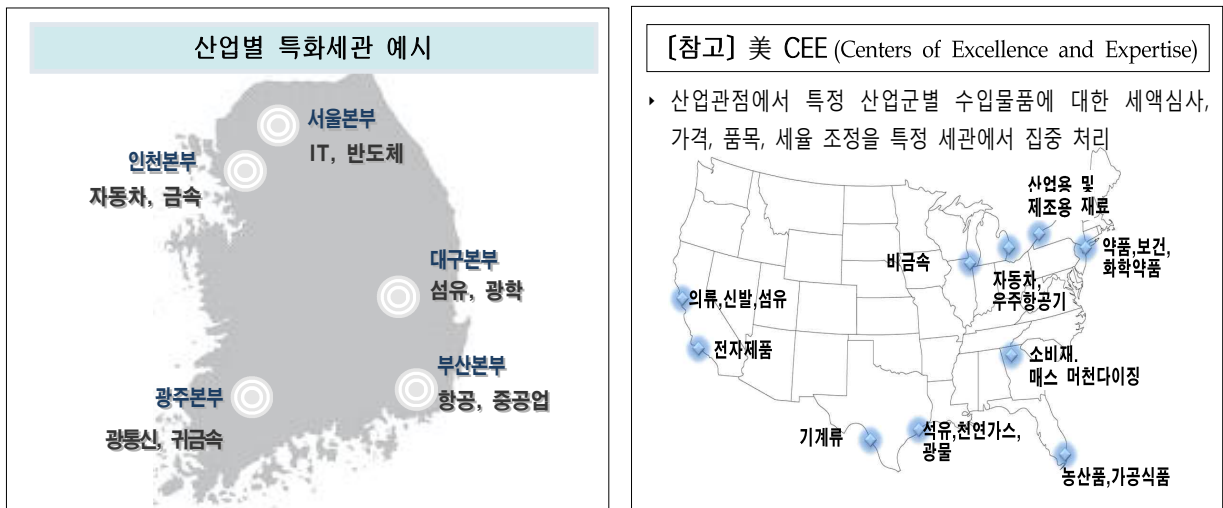 산업별 특화세관 예시
서울본부
IT, 반도체
인천본부
자동차, 금속
대구본부
섬유, 광학
부산본부
항공, 중공업
광주본부
광통신, 귀금속
[참고] 美 CEE (Centers of Excellence and Expertise)
‣ 산업관점에서 특정 산업군별 수입물품에 대한 세액심사,
가격, 품목, 세율 조정을 특정 세관에서 집중 처리
산업용 및
제조용 재료
약품,보건,
화학약품
비금속
자동차,
우주항공기
의류,신발,섬유
전자제품
소비재.
매스 머천다이징
기계류
석유,천연가스,
광물
농산품,가공식품